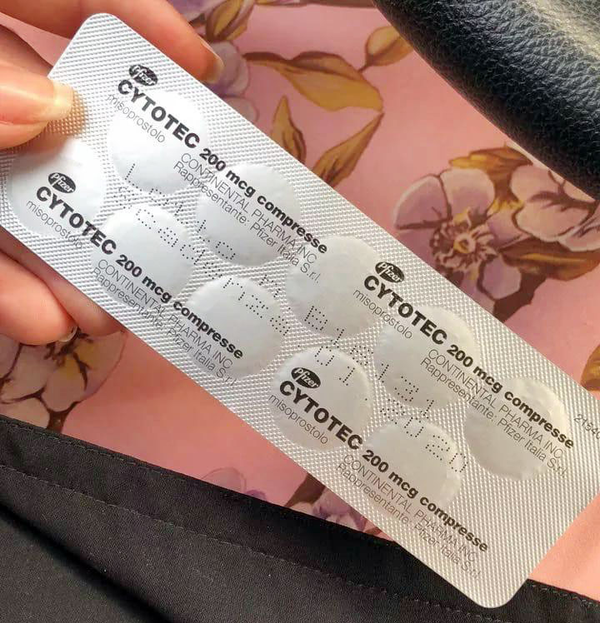 Pfizer
CYTOTEC 200 mcg compresse
misoprostolo
CONTINENTAL PHARMA INC.
Rappresentante: Pfizer Italia S.r.l.
Pfizer
CYTOTEC 200 mcg compresse
misoprostolo
CONTINENTAL PHARMA INC.
Rappresentante: Pfizer Italia S.r.l.
Pfizer
CYTOTEC 200 mcg compresse
misoprostolo
CONTINENTAL PHARMA INC.
Rappresentante: Pfizer Italia S.r.l.
Pfizer
CYTOTEC 200 mcg compresse
misoprostolo
CONTINENTAL PHARMA INC.
Rappresentante: Pfizer Italia S.r.l.
Lotto n.